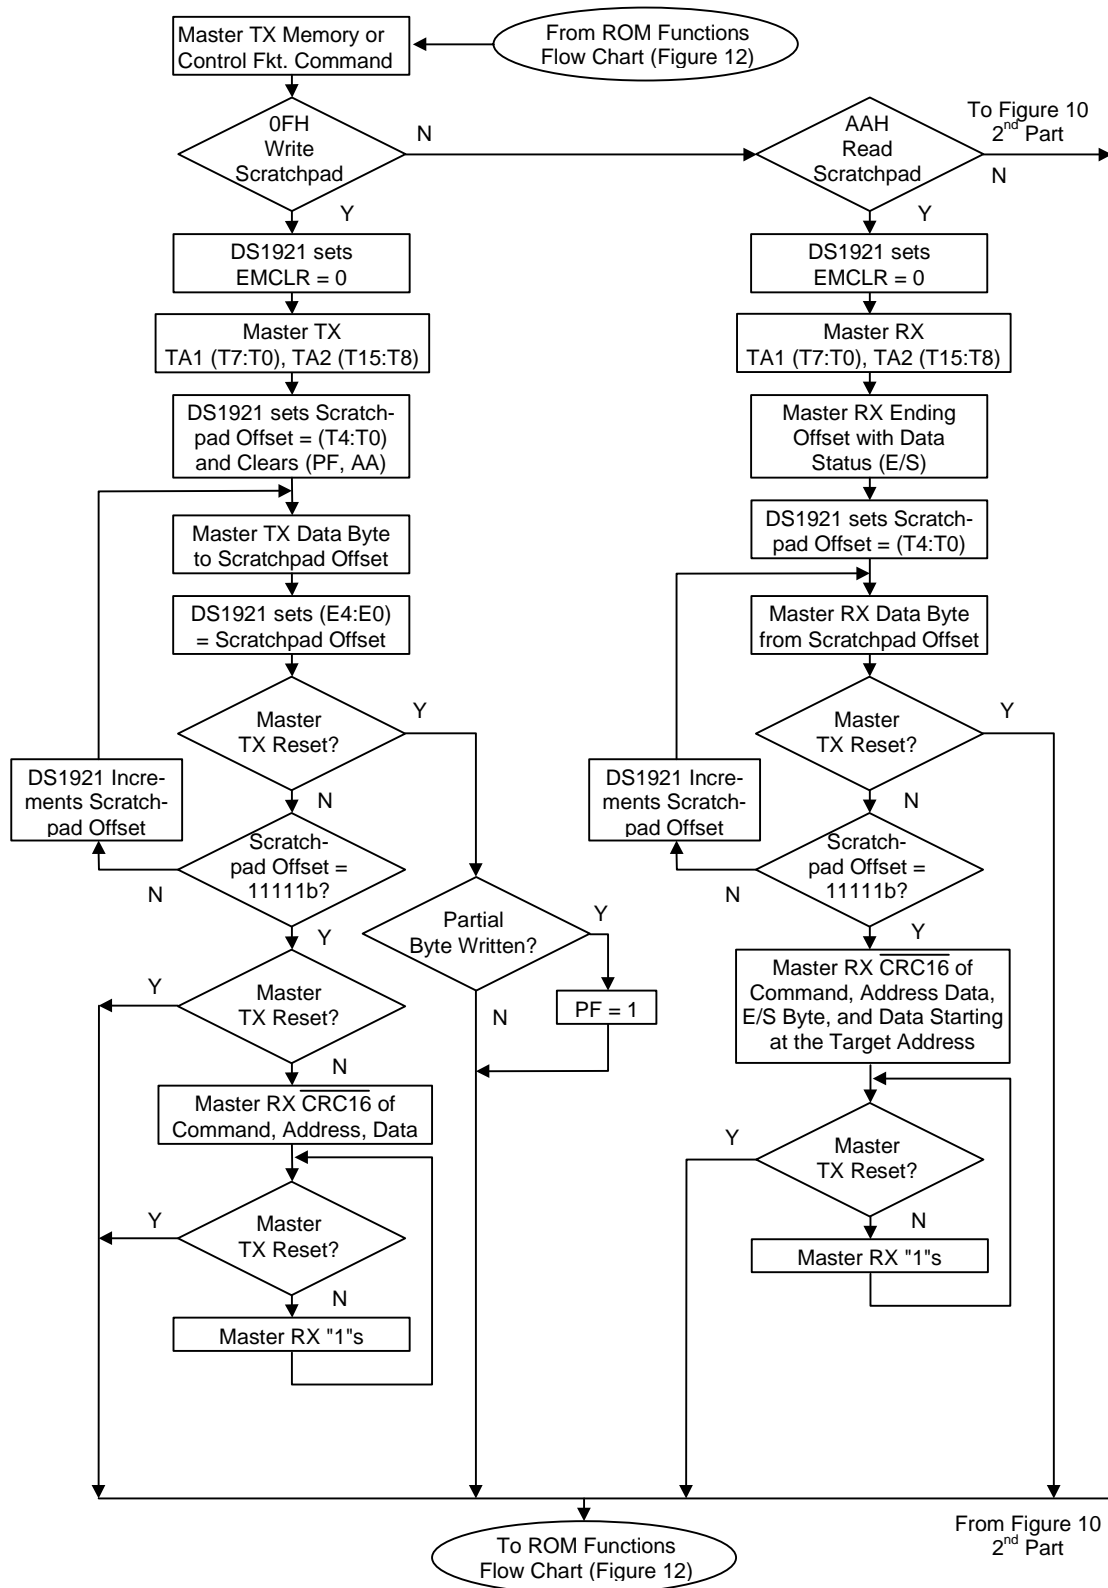 Master TX Memory or
Control Fkt. Command
From ROM Functions
Flow Chart (Figure 12)
0FH
Write
Scratchpad
N
Y
AAH
Read
Scratchpad
To Figure 10
2nd Part
N
Y
DS1921 sets
EMCLR = 0
Master TX
TA1 (T7:T0), TA2 (T15:T8)
DS1921 sets Scratch-
pad Offset = (T4:T0)
and Clears (PF, AA)
Master TX Data Byte
to Scratchpad Offset
DS1921 sets (E4:E0)
= Scratchpad Offset
Master
TX Reset?
Y
N
DS1921 Incre-
ments Scratch-
pad Offset
Scratch-
pad Offset =
11111b?
N
Y
Partial
Byte Written?
Y
N
PF = 1
Master
TX Reset?
Y
N
Master RX CRC16 of
Command, Address, Data
Master
TX Reset?
Y
N
Master RX "1"s
DS1921 sets
EMCLR = 0
Master RX
TA1 (T7:T0), TA2 (T15:T8)
Master RX Ending
Offset with Data
Status (E/S)
DS1921 sets Scratch-
pad Offset = (T4:T0)
Master RX Data Byte
from Scratchpad Offset
Master
TX Reset?
Y
N
DS1921 Incre-
ments Scratch-
pad Offset
Scratch-
pad Offset =
11111b?
N
Y
Master RX CRC16 of
Command, Address Data,
E/S Byte, and Data Starting
at the Target Address
Master
TX Reset?
Y
N
Master RX "1"s
To ROM Functions
Flow Chart (Figure 12)
From Figure 10
2nd Part